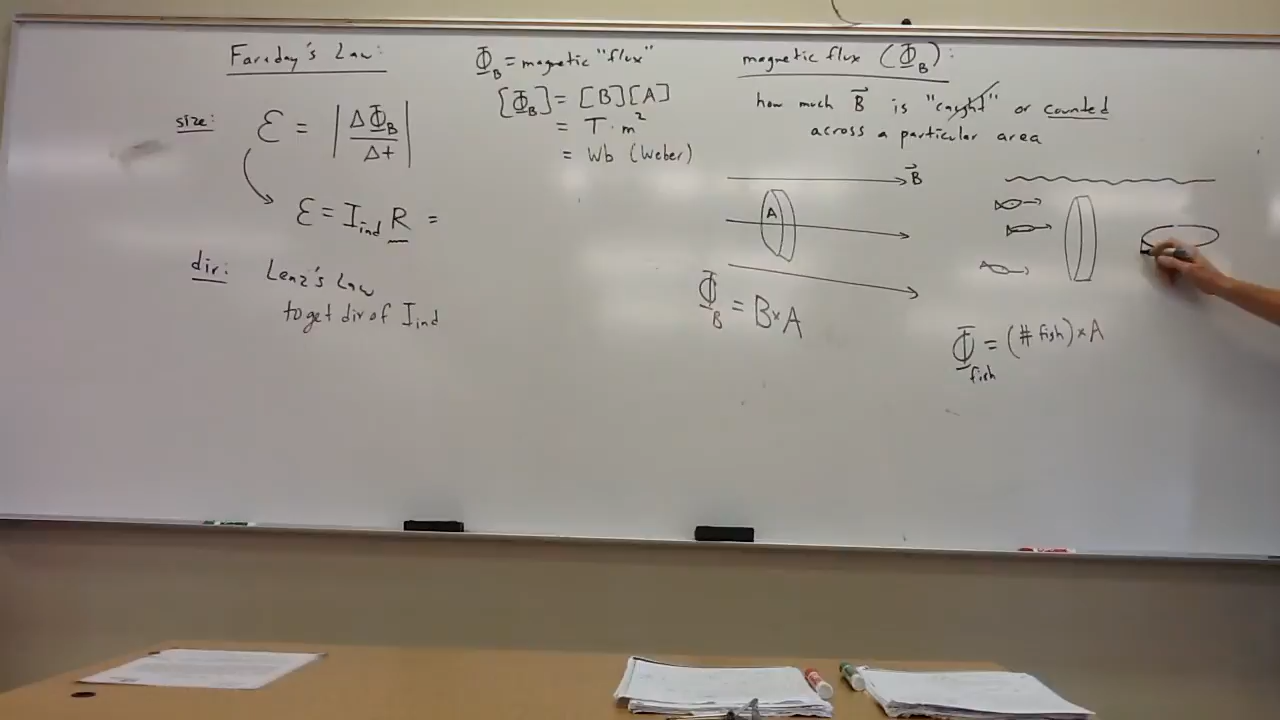 Faraday's Law:
size: Ɛ = |ΔΦ_B / Δt|
Ɛ = I_ind R =
dir: Lenz's Law
to get dir of I_ind
Φ_B = magnetic "flux"
[Φ_B] = [B][A]
= T·m²
= Wb (Weber)
magnetic flux (Φ_B):
how much B⃗ is "caught" or counted
across a particular area
B⃗
A
Φ_B = B×A
Φ_fish = (# fish)×A